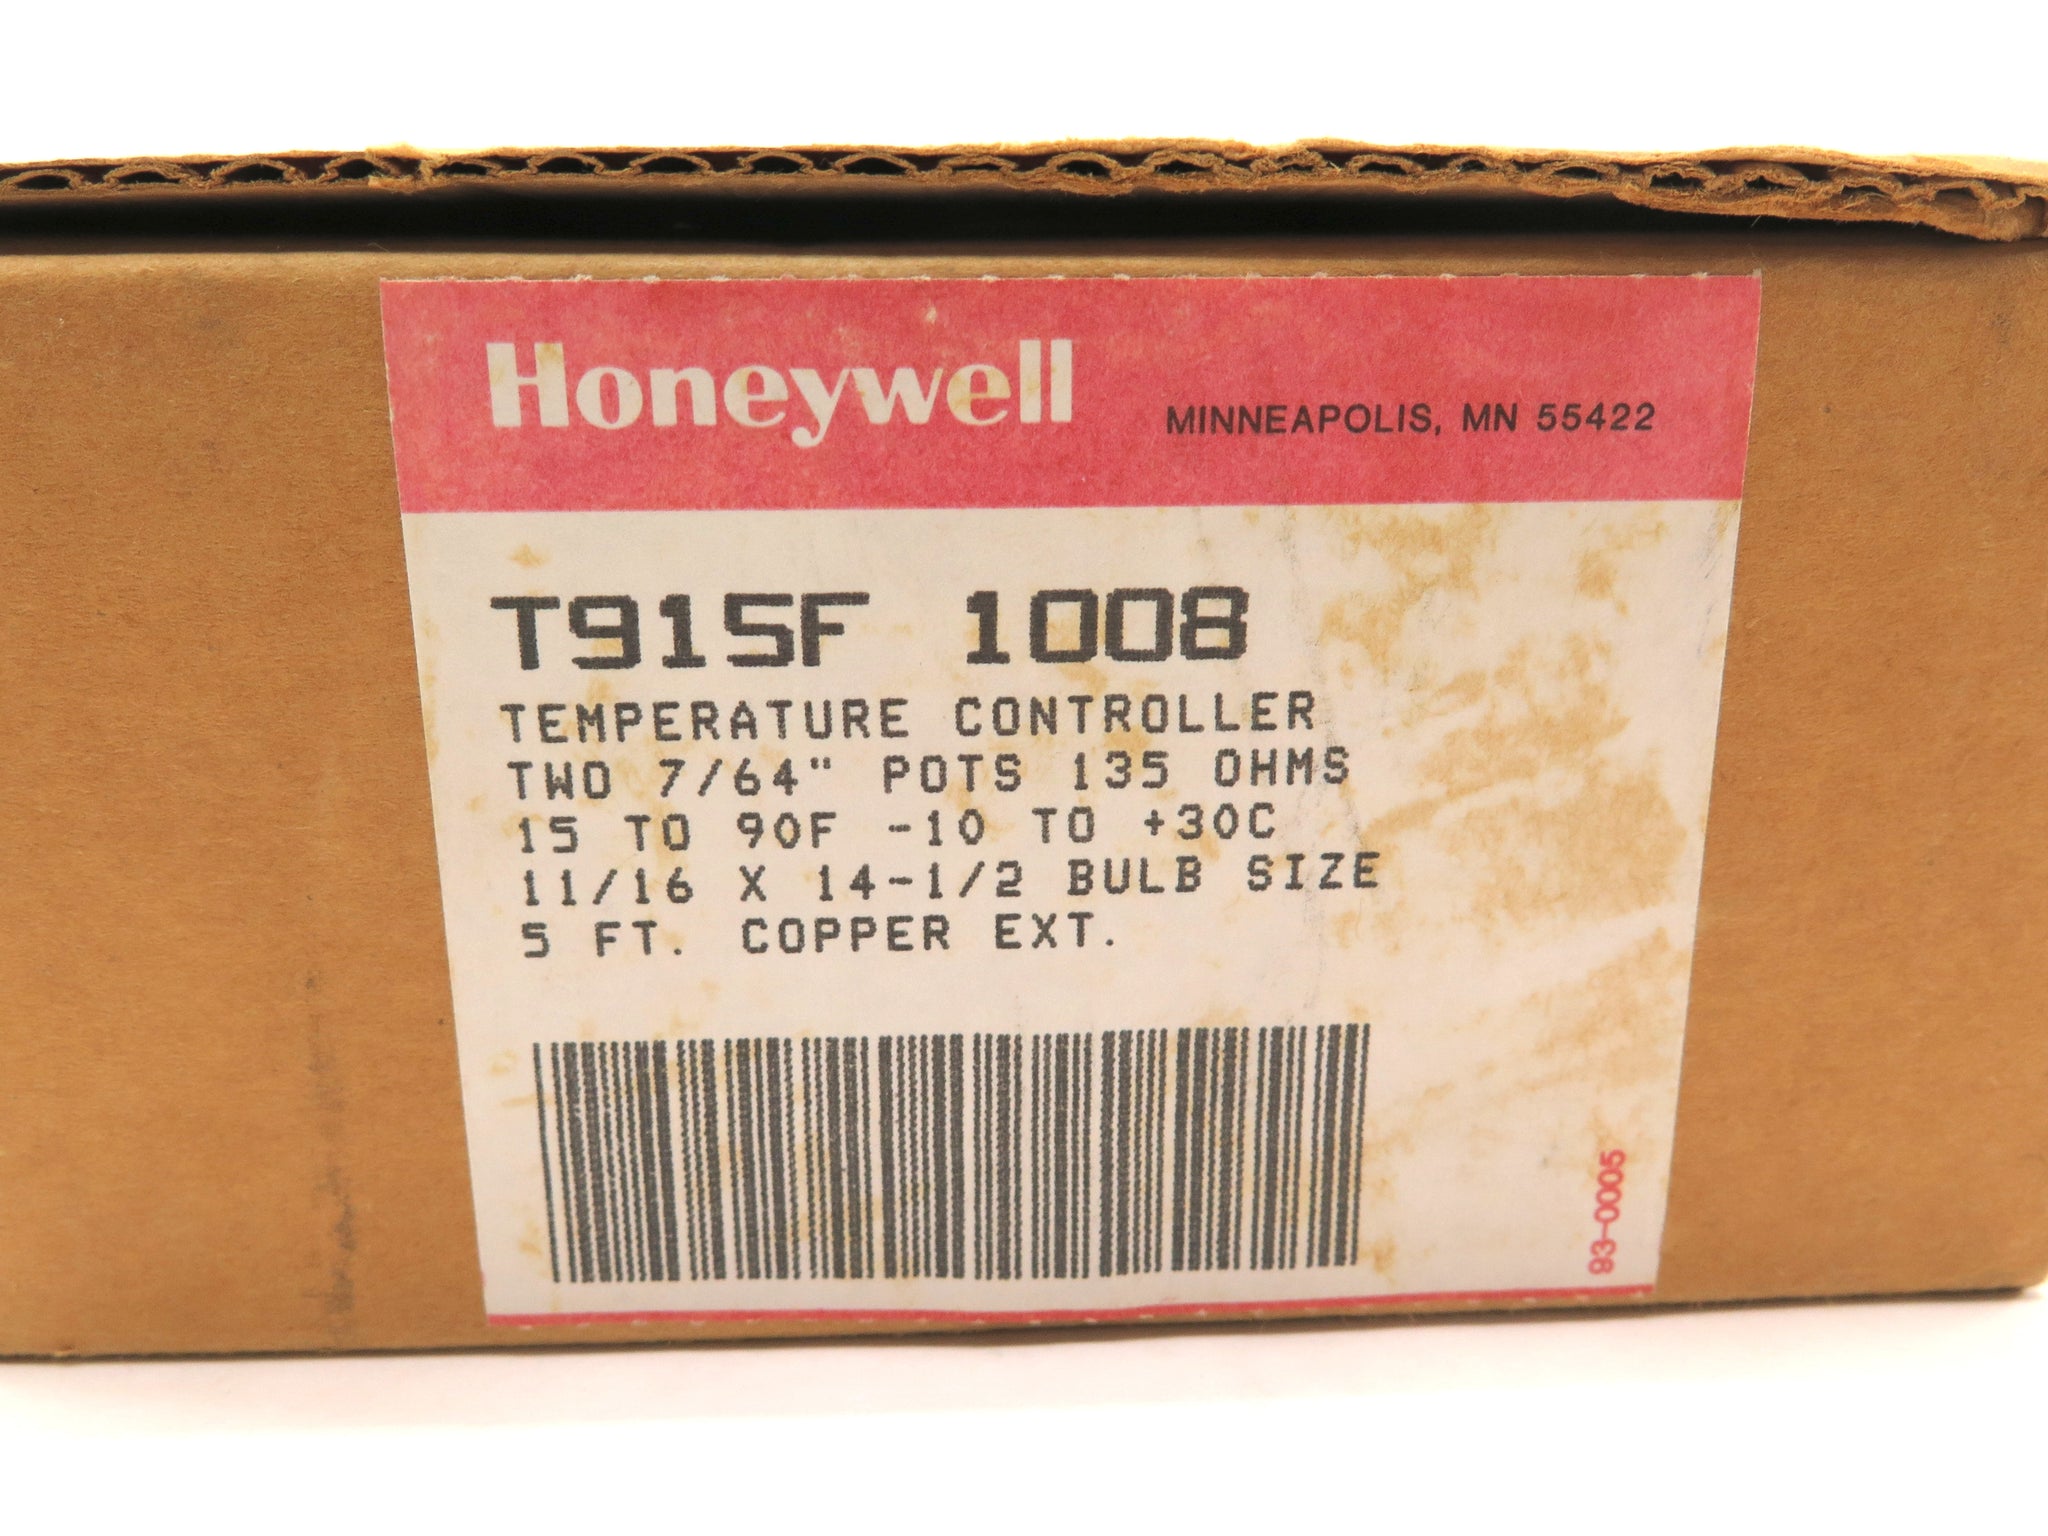 Honeywell MINNEAPOLIS, MN 55422
T915F 1008
TEMPERATURE CONTROLLER
TWO 7/64" POTS 135 OHMS
15 TO 90F -10 TO +30C
11/16 X 14-1/2 BULB SIZE
5 FT. COPPER EXT.
93-0005